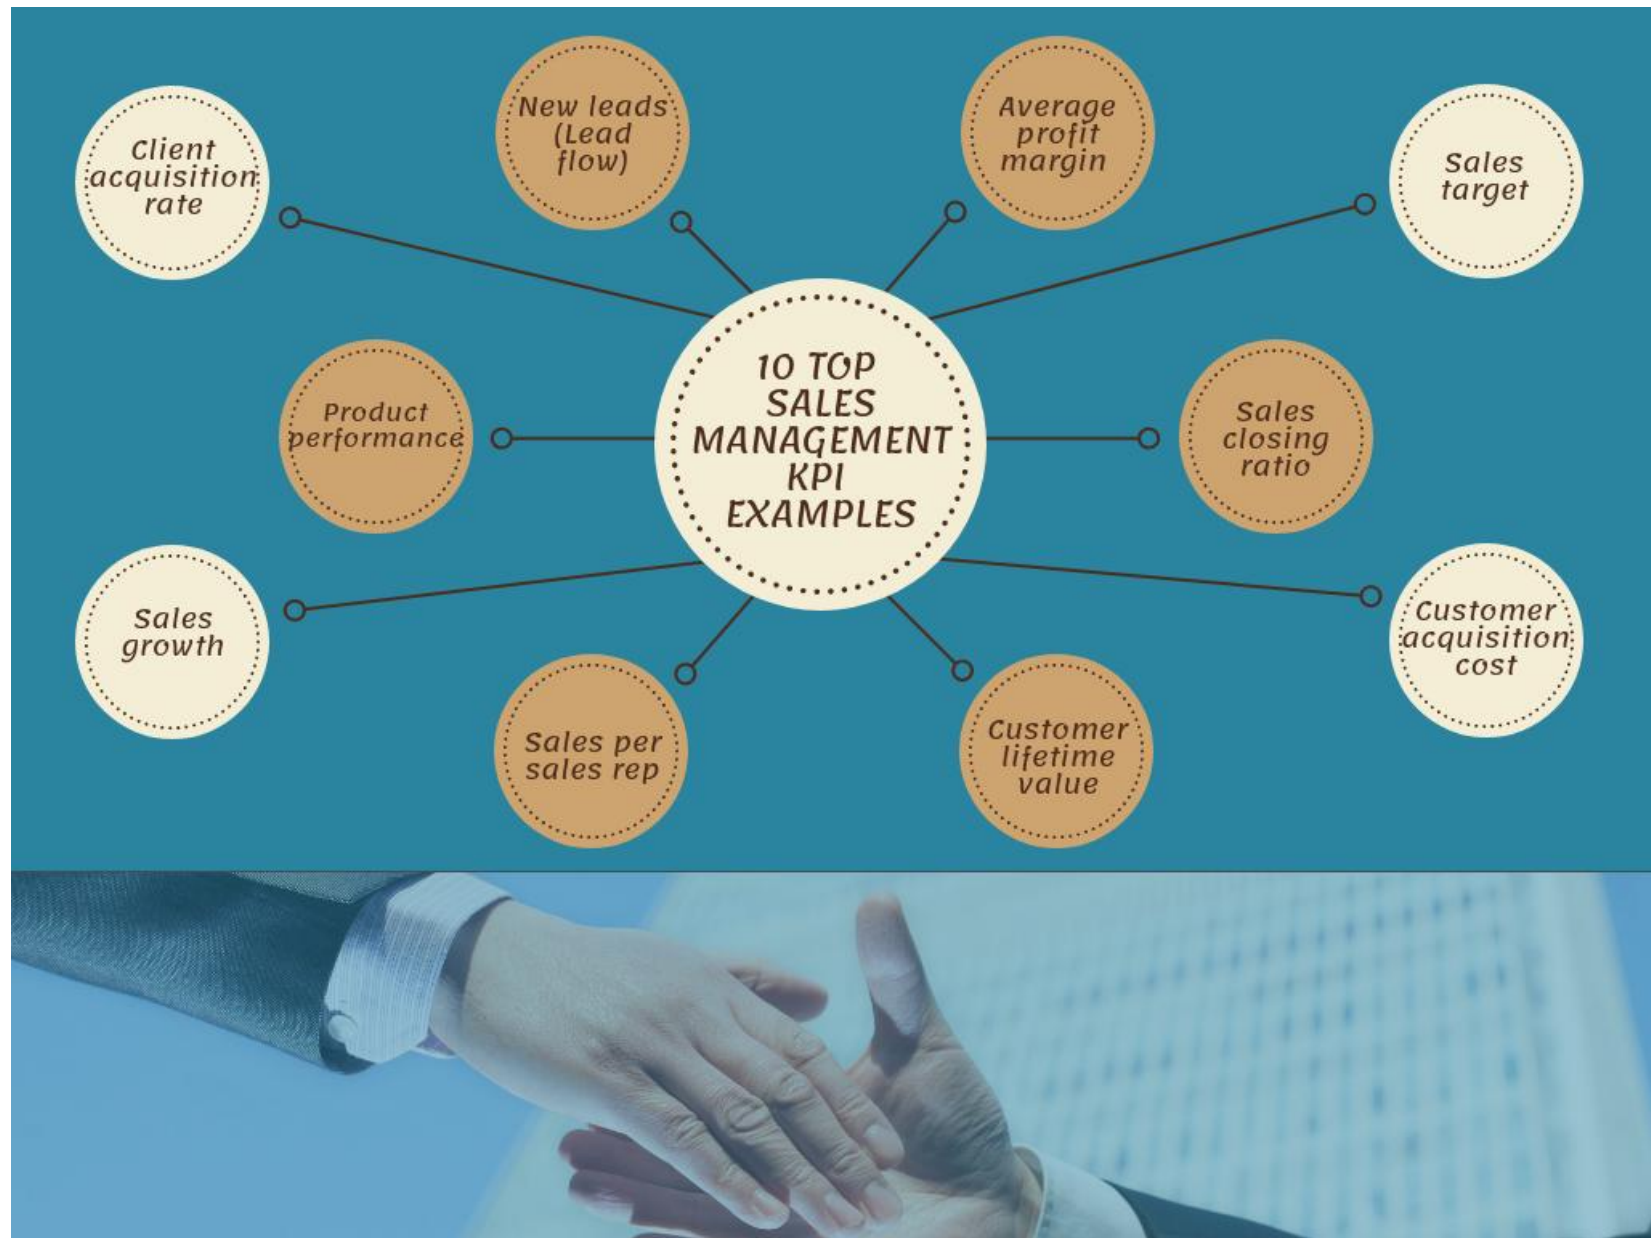 New leads
(Lead
flow)
Average
profit
margin
Client
acquisition
rate
Sales
target
10 TOP
SALES
MANAGEMENT
KPI
EXAMPLES
Product
performance
Sales
closing
ratio
Sales
growth
Customer
acquisition
cost
Sales per
sales rep
Customer
lifetime
value